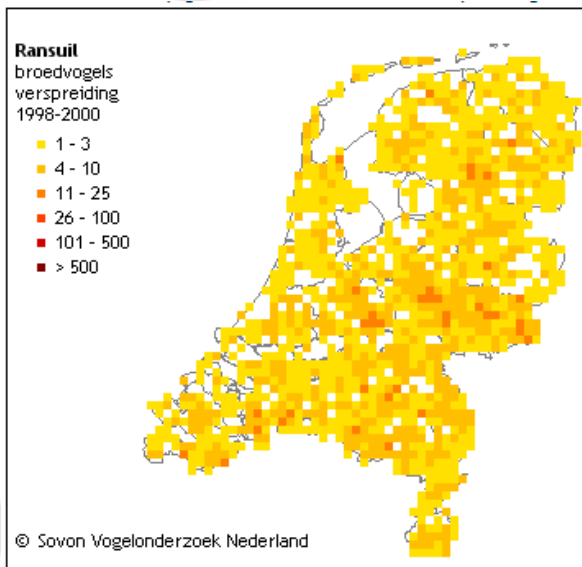 Ransuil
broedvogels
verspreiding
1998-2000
1 - 3
4 - 10
11 - 25
26 - 100
101 - 500
> 500
© Sovon Vogelonderzoek Nederland